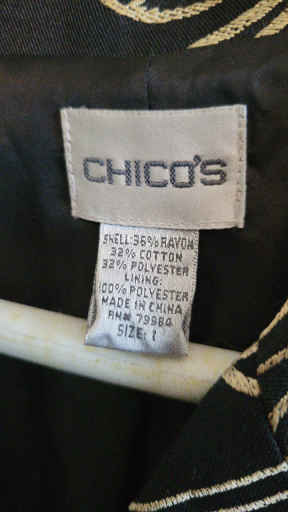 CHICO'S
SHELL: 36% RAYON
32% COTTON
32% POLYESTER
LINING:
100% POLYESTER
MADE IN CHINA
RN# 79984
SIZE: 1